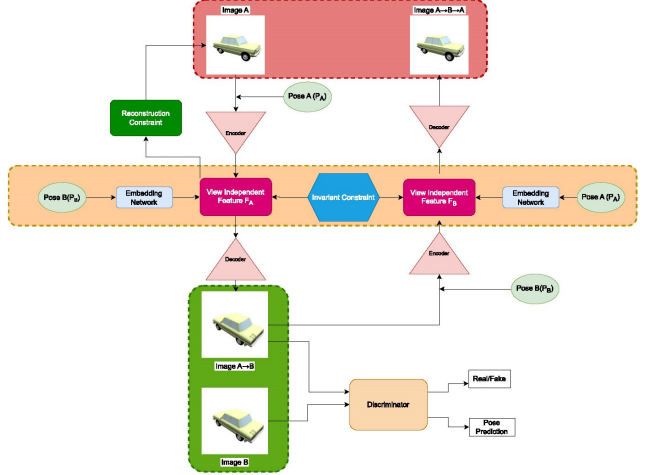 Image A
Image A→B→A
Pose A (PA)
Reconstruction
Constraint
Encoder
Decoder
Pose B(PB)
Embedding
Network
View Independent
Feature FA
Invariant Constraint
View Independent
Feature FB
Embedding
Network
Pose A (PA)
Decoder
Encoder
Pose B(PB)
Image A→B
Real/Fake
Discriminator
Pose
Prediction
Image B